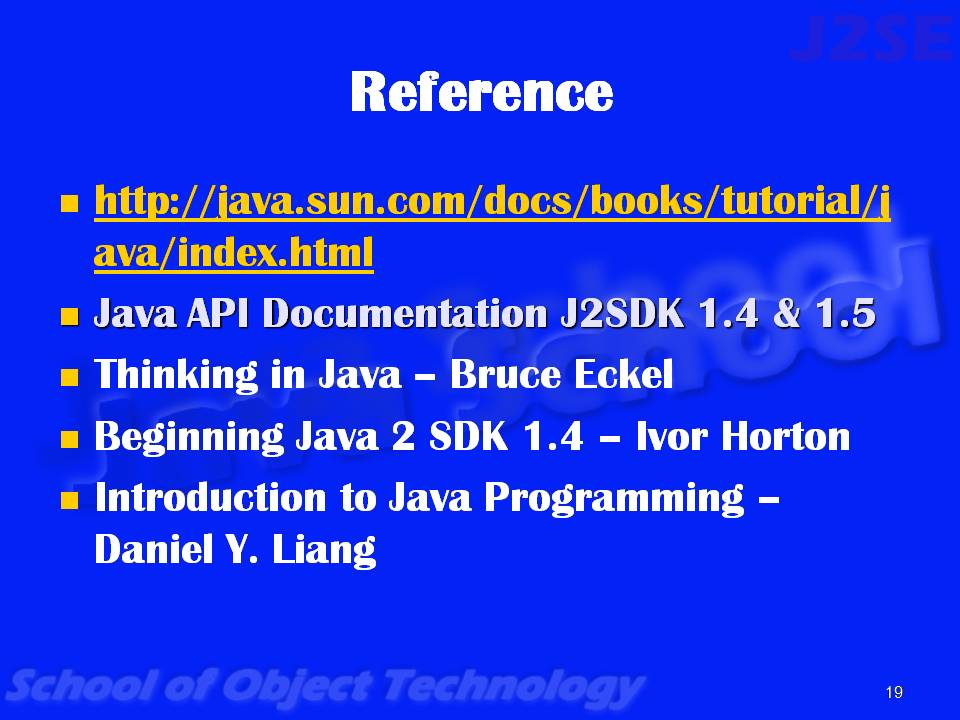 J2SE
Reference
http://java.sun.com/docs/books/tutorial/j
ava/index.html
Java API Documentation J2SDK 1.4 & 1.5
Thinking in Java – Bruce Eckel
Beginning Java 2 SDK 1.4 – Ivor Horton
Introduction to Java Programming –
Daniel Y. Liang
Java School
School of Object Technology
19